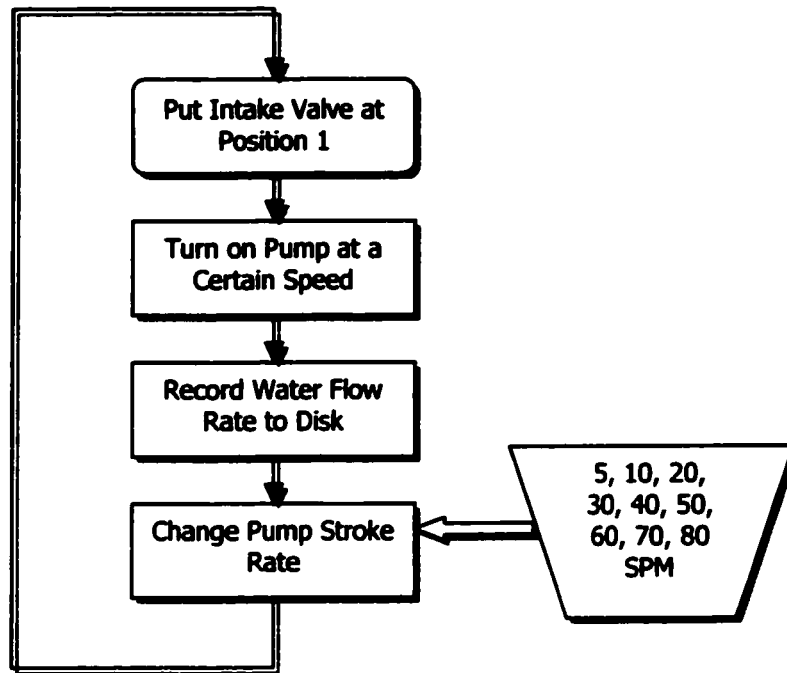 Put Intake Valve at
Position 1
Turn on Pump at a
Certain Speed
Record Water Flow
Rate to Disk
Change Pump Stroke
Rate
5, 10, 20,
30, 40, 50,
60, 70, 80
SPM